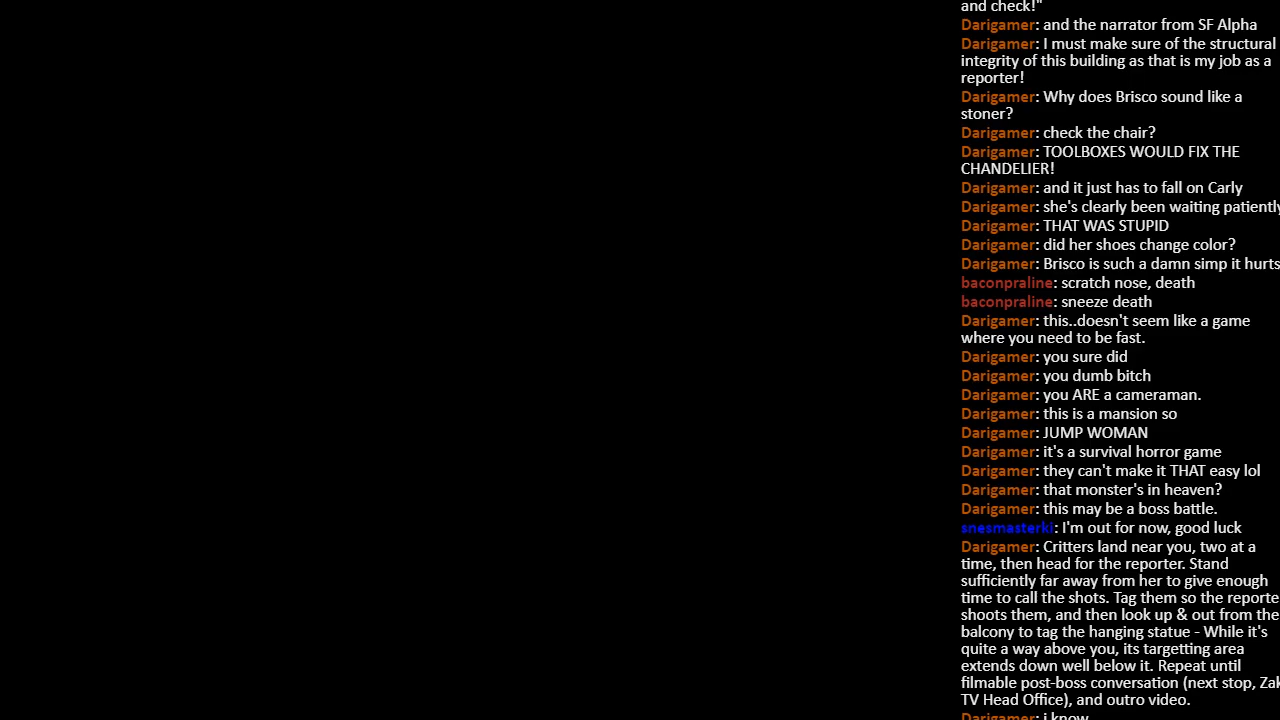 and check!"
Darigamer: and the narrator from SF Alpha
Darigamer: I must make sure of the structural
integrity of this building as that is my job as a
reporter!
Darigamer: Why does Brisco sound like a
stoner?
Darigamer: check the chair?
Darigamer: TOOLBOXES WOULD FIX THE
CHANDELIER!
Darigamer: and it just has to fall on Carly
Darigamer: she's clearly been waiting patiently
Darigamer: THAT WAS STUPID
Darigamer: did her shoes change color?
Darigamer: Brisco is such a damn simp it hurts
baconpraline: scratch nose, death
baconpraline: sneeze death
Darigamer: this..doesn't seem like a game
where you need to be fast.
Darigamer: you sure did
Darigamer: you dumb bitch
Darigamer: you ARE a cameraman.
Darigamer: this is a mansion so
Darigamer: JUMP WOMAN
Darigamer: it's a survival horror game
Darigamer: they can't make it THAT easy lol
Darigamer: that monster's in heaven?
Darigamer: this may be a boss battle.
snesmasterki: I'm out for now, good luck
Darigamer: Critters land near you, two at a
time, then head for the reporter. Stand
sufficiently far away from her to give enough
time to call the shots. Tag them so the reporte
shoots them, and then look up & out from the
balcony to tag the hanging statue - While it's
quite a way above you, its targetting area
extends down well below it. Repeat until
filmable post-boss conversation (next stop, Zak
TV Head Office), and outro video.
Darigamer: i know